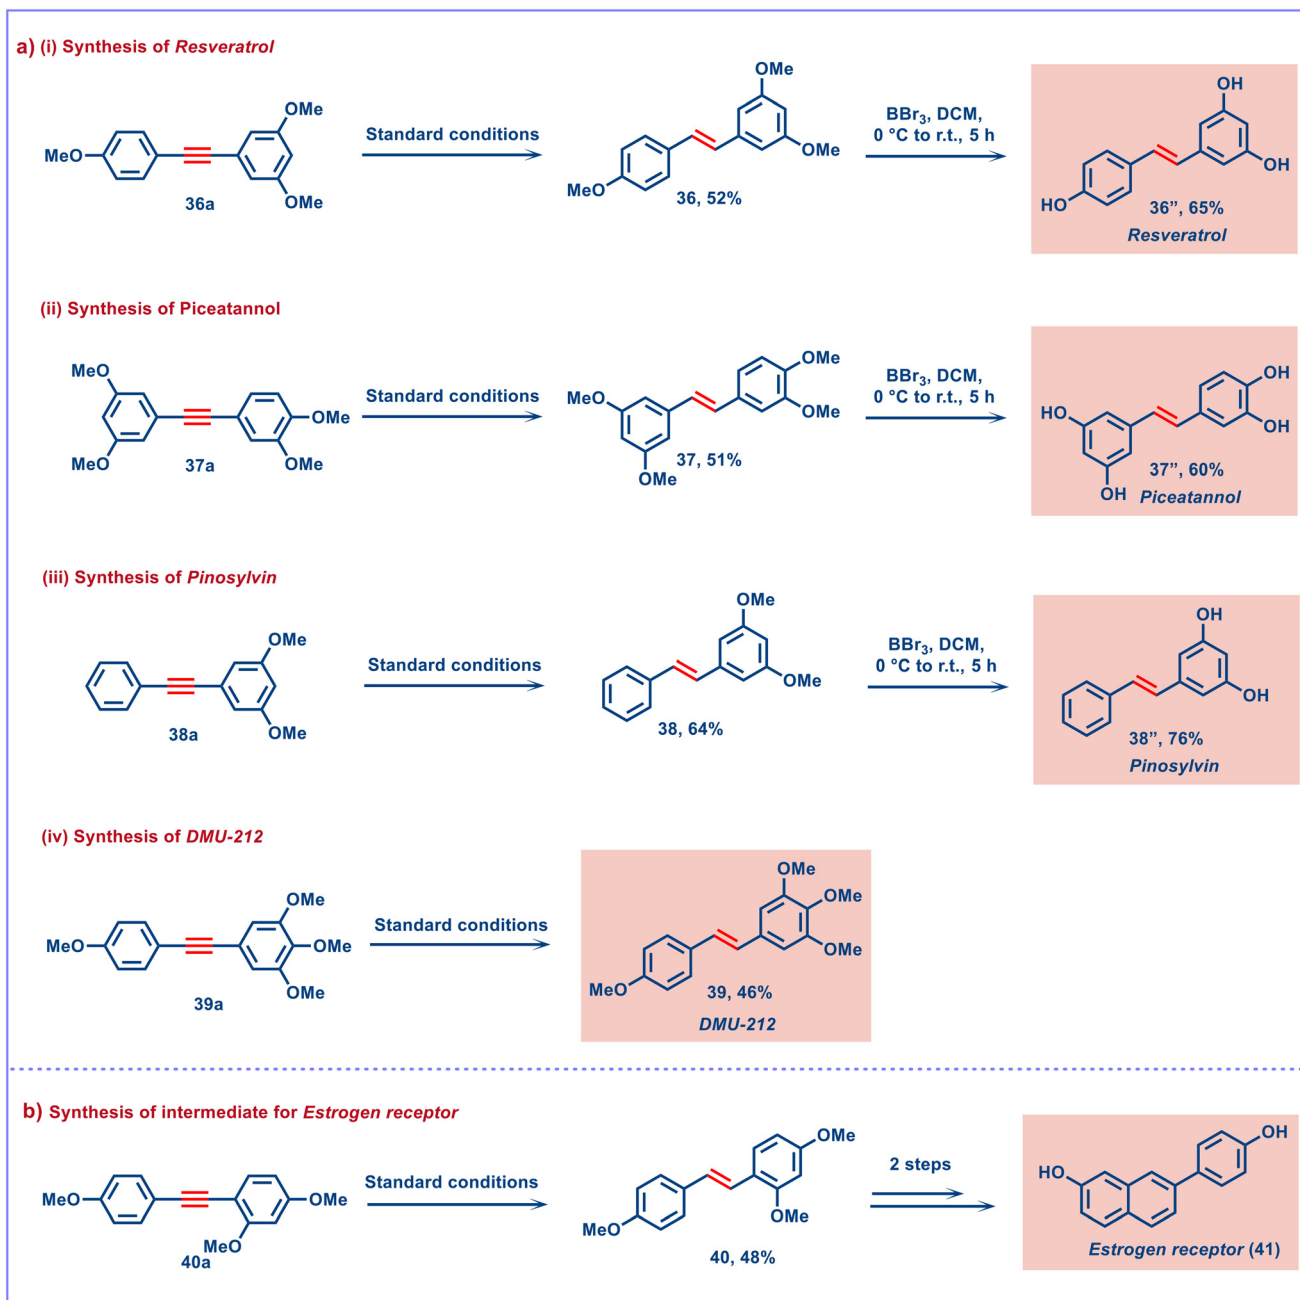 a) (i) Synthesis of Resveratrol
MeO
OMe
OMe
36a
Standard conditions
OMe
OMe
MeO
36, 52%
BBr3, DCM,
0 °C to r.t., 5 h
OH
OH
HO
36”, 65%
Resveratrol
(ii) Synthesis of Piceatannol
MeO
MeO
OMe
OMe
37a
Standard conditions
OMe
OMe
MeO
OMe
37, 51%
BBr3, DCM,
0 °C to r.t., 5 h
OH
OH
HO
OH
37”, 60%
Piceatannol
(iii) Synthesis of Pinosylvin
OMe
OMe
38a
Standard conditions
OMe
OMe
38, 64%
BBr3, DCM,
0 °C to r.t., 5 h
OH
OH
38”, 76%
Pinosylvin
(iv) Synthesis of DMU-212
MeO
OMe
OMe
OMe
39a
Standard conditions
OMe
OMe
OMe
MeO
39, 46%
DMU-212
b) Synthesis of intermediate for Estrogen receptor
MeO
OMe
MeO
40a
Standard conditions
OMe
OMe
MeO
40, 48%
2 steps
OH
HO
Estrogen receptor (41)